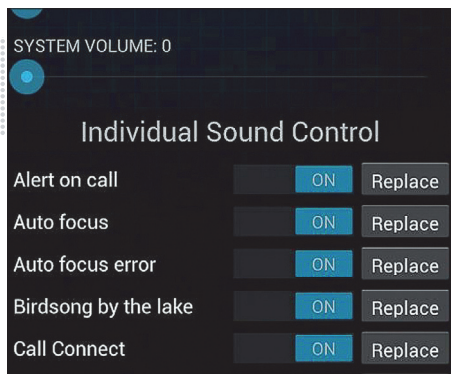 SYSTEM VOLUME: 0
Individual Sound Control
Alert on call ON Replace
Auto focus ON Replace
Auto focus error ON Replace
Birdsong by the lake ON Replace
Call Connect ON Replace